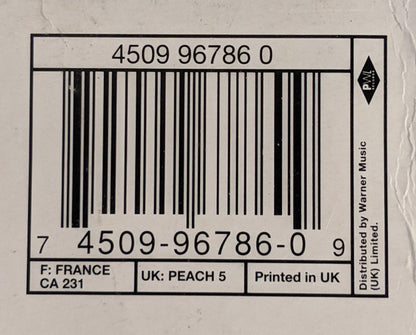 4509 96786 0
7 4509-96786-0 9
F: FRANCE
CA 231
UK: PEACH 5
Printed in UK
PWL
Distributed by Warner Music
(UK) Limited.